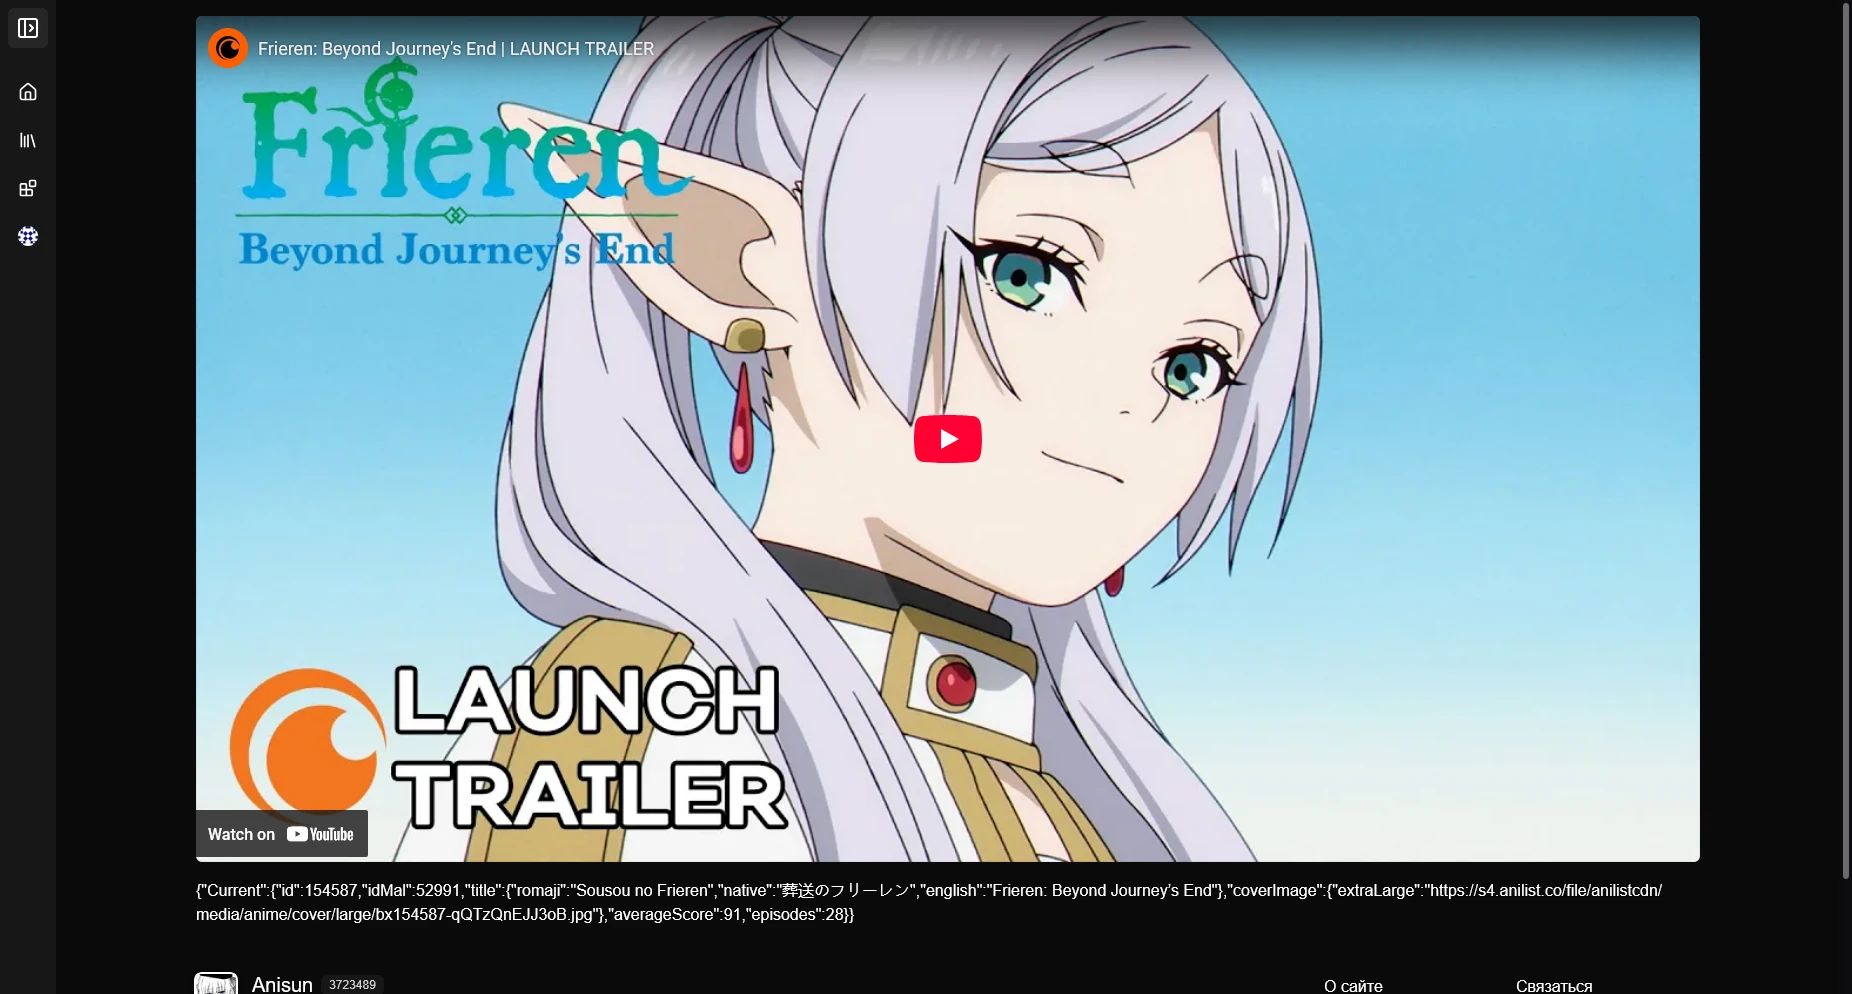 Frieren: Beyond Journey's End | LAUNCH TRAILER
Frieren
Beyond Journey's End
LAUNCH
TRAILER
Watch on YouTube
{"Current":{"id":154587,"idMal":52991,"title":{"romaji":"Sousou no Frieren","native":"葬送のフリーレン","english":"Frieren: Beyond Journey’s End"},"coverImage":{"extraLarge":"https://s4.anilist.co/file/anilistcdn/
media/anime/cover/large/bx154587-qQTzQnEJJ3oB.jpg"},"averageScore":91,"episodes":28}}
Anisun 3723489 О сайте Связаться